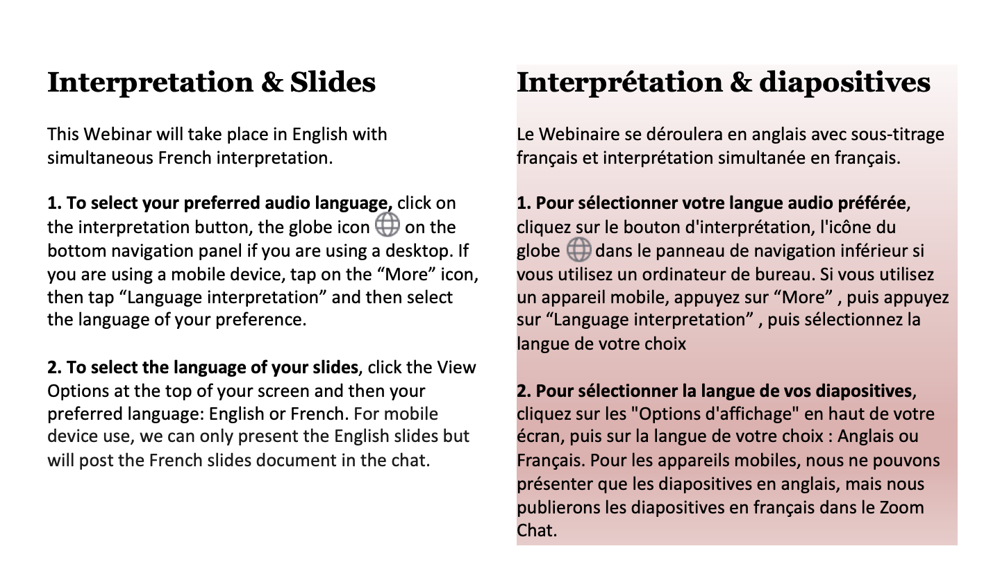 Interpretation & Slides
This Webinar will take place in English with
simultaneous French interpretation.
1. To select your preferred audio language, click on
the interpretation button, the globe icon on the
bottom navigation panel if you are using a desktop. If
you are using a mobile device, tap on the “More” icon,
then tap “Language interpretation” and then select
the language of your preference.
2. To select the language of your slides, click the View
Options at the top of your screen and then your
preferred language: English or French. For mobile
device use, we can only present the English slides but
will post the French slides document in the chat.
Interprétation & diapositives
Le Webinaire se déroulera en anglais avec sous-titrage
français et interprétation simultanée en français.
1. Pour sélectionner votre langue audio préférée,
cliquez sur le bouton d'interprétation, l'icône du
globe dans le panneau de navigation inférieur si
vous utilisez un ordinateur de bureau. Si vous utilisez
un appareil mobile, appuyez sur “More” , puis appuyez
sur “Language interpretation” , puis sélectionnez la
langue de votre choix
2. Pour sélectionner la langue de vos diapositives,
cliquez sur les "Options d'affichage" en haut de votre
écran, puis sur la langue de votre choix : Anglais ou
Français. Pour les appareils mobiles, nous ne pouvons
présenter que les diapositives en anglais, mais nous
publierons les diapositives en français dans le Zoom
Chat.